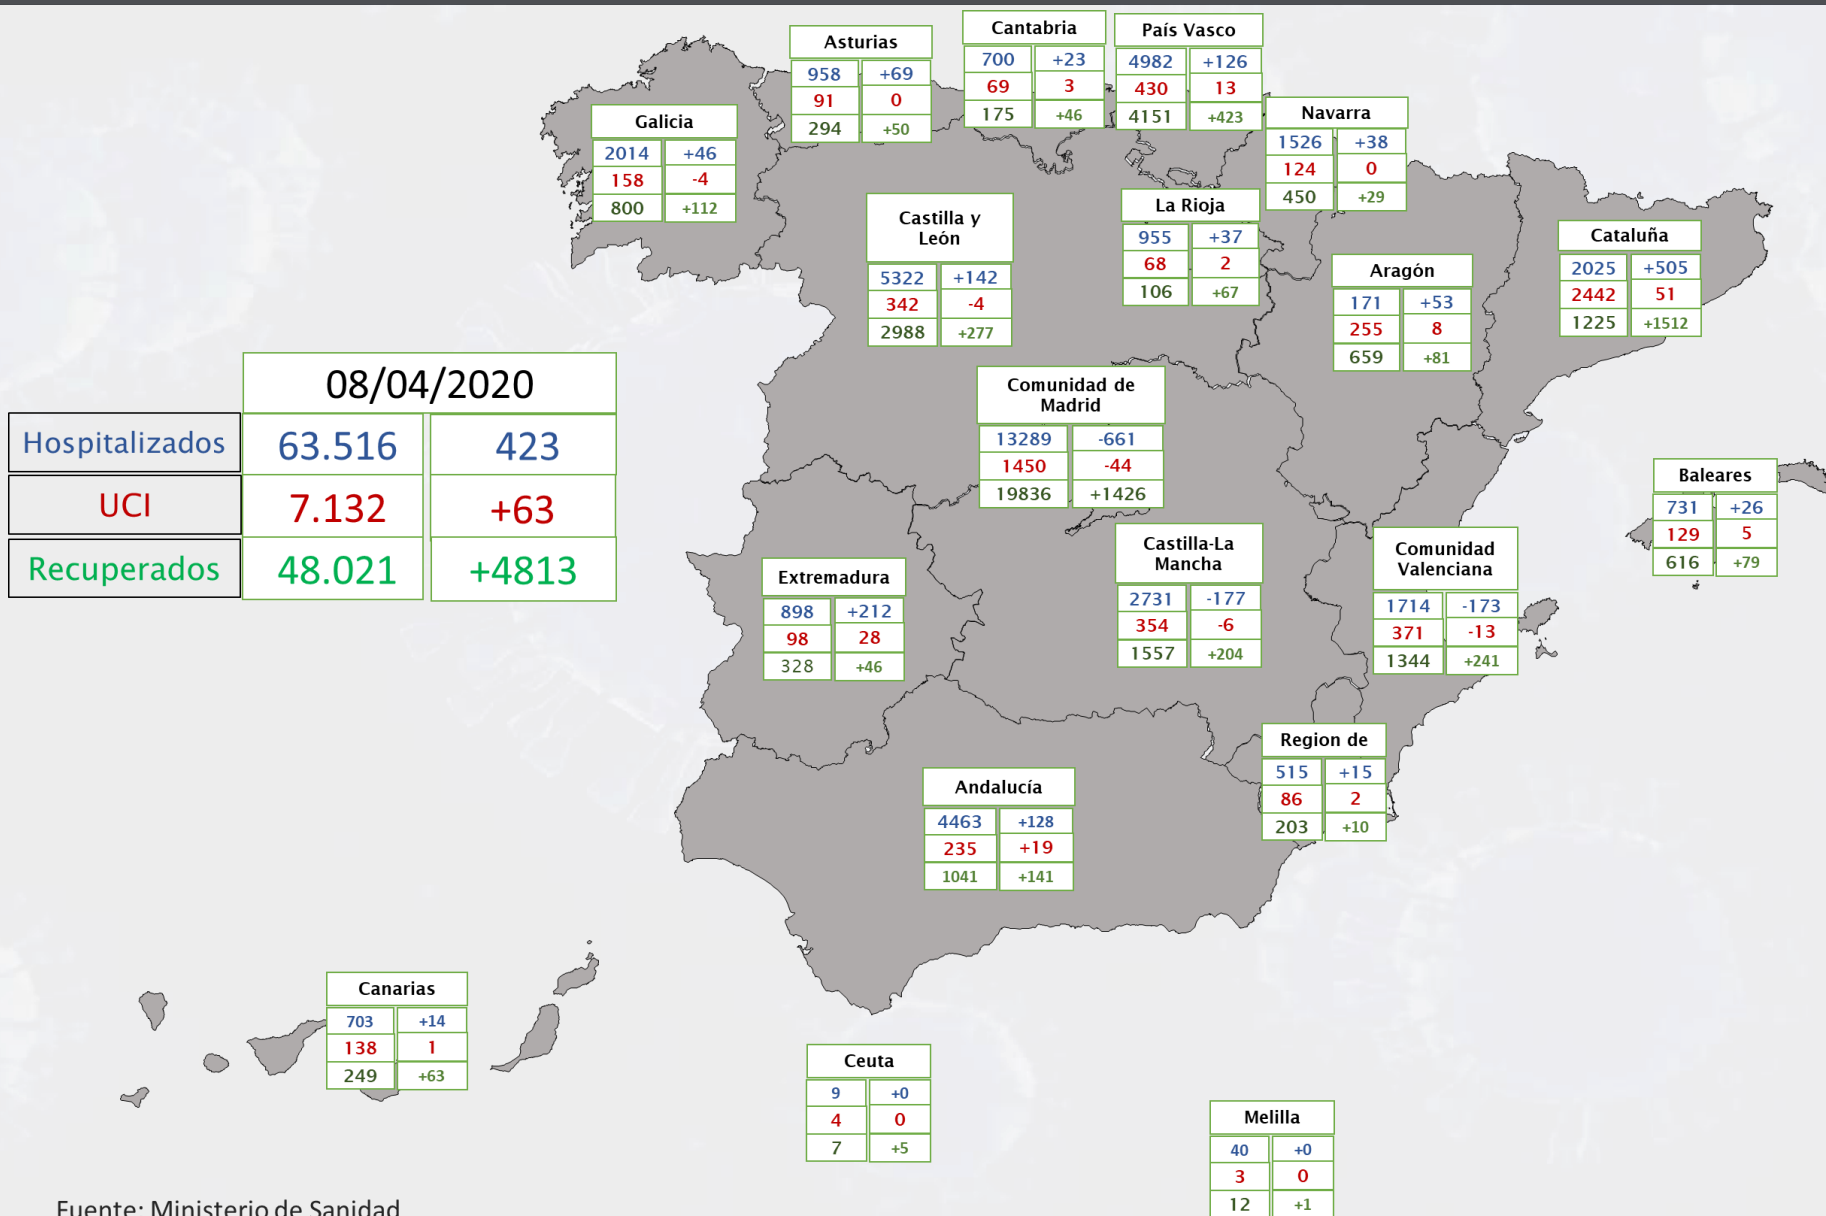 Asturias
958 +69
91 0
294 +50
Cantabria
700 +23
69 3
175 +46
País Vasco
4982 +126
430 13
4151 +423
Galicia
2014 +46
158 -4
800 +112
Navarra
1526 +38
124 0
450 +29
Castilla y
León
5322 +142
342 -4
2988 +277
La Rioja
955 +37
68 2
106 +67
Aragón
171 +53
255 8
659 +81
Cataluña
2025 +505
2442 51
1225 +1512
08/04/2020
Hospitalizados 63.516 423
UCI 7.132 +63
Recuperados 48.021 +4813
Comunidad de
Madrid
13289 -661
1450 -44
19836 +1426
Baleares
731 +26
129 5
616 +79
Extremadura
898 +212
98 28
328 +46
Castilla-La
Mancha
2731 -177
354 -6
1557 +204
Comunidad
Valenciana
1714 -173
371 -13
1344 +241
Region de
515 +15
86 2
203 +10
Andalucía
4463 +128
235 +19
1041 +141
Canarias
703 +14
138 1
249 +63
Ceuta
9 +0
4 0
7 +5
Melilla
40 +0
3 0
12 +1
Fuente: Ministerio de Sanidad